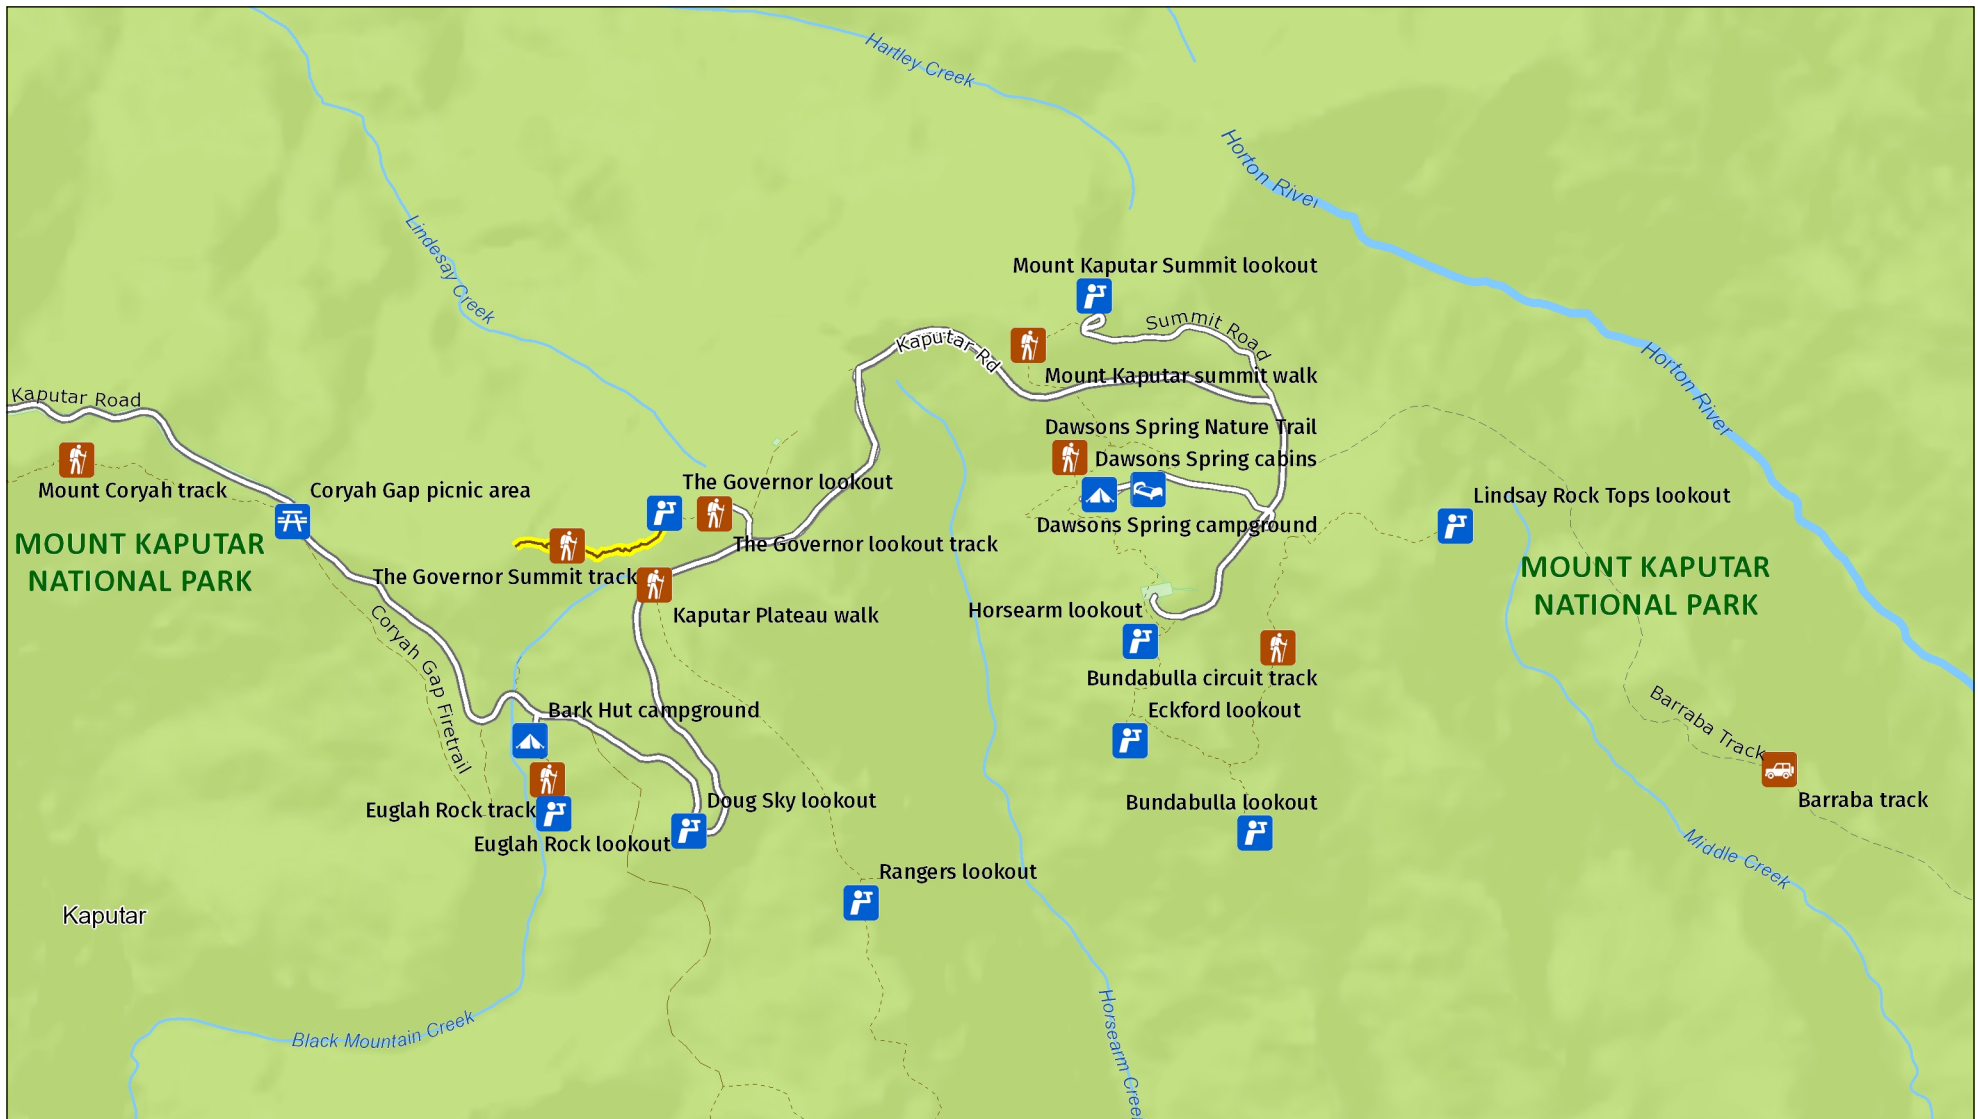 Hartley Creek
Horton River
Lindesay Creek
Mount Kaputar Summit lookout
Summit Road
Kaputar Rd
Horton River
Mount Kaputar summit walk
Kaputar Road
Dawsons Spring Nature Trail
Dawsons Spring cabins
Mount Coryah track
Coryah Gap picnic area
The Governor lookout
Lindsay Rock Tops lookout
Dawsons Spring campground
MOUNT KAPUTAR
NATIONAL PARK
The Governor lookout track
MOUNT KAPUTAR
NATIONAL PARK
The Governor Summit track
Kaputar Plateau walk
Horsearm lookout
Coryah Gap Firetrail
Bundabulla circuit track
Bark Hut campground
Eckford lookout
Barraba Track
Euglah Rock track
Doug Sky lookout
Bundabulla lookout
Barraba track
Euglah Rock lookout
Middle Creek
Rangers lookout
Kaputar
Black Mountain Creek
Horsearm Creek